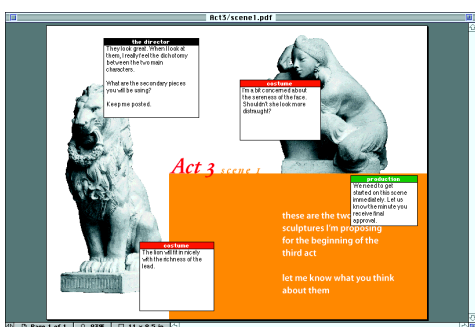 Act3/scene1.pdf
the director
They look great. When I look at
them, I really feel the dichotomy
between the two main
characters.
What are the secondary pieces
you will be using?
Keep me posted.
costume
I'm a bit concerned about
the sereness of the face.
Shouldn't she look more
distraught?
Act 3 scene 1
production
We need to get
started on this scene
immediately. Let us
know the minute you
receive final
approval.
these are the two
sculptures I'm proposing
for the beginning of the
third act
let me know what you think
about them
costume
The lion will fit in nicely
with the richness of the
lead.
Page 1 of 1
83%
11 x 8.5 in